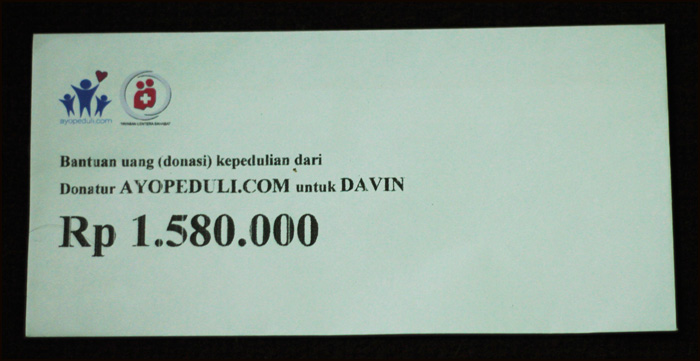 ayopeduli.com
Bantuan uang (donasi) kepedulian dari
Donatur AYOPEDULI.COM untuk DAVIN
Rp 1.580.000